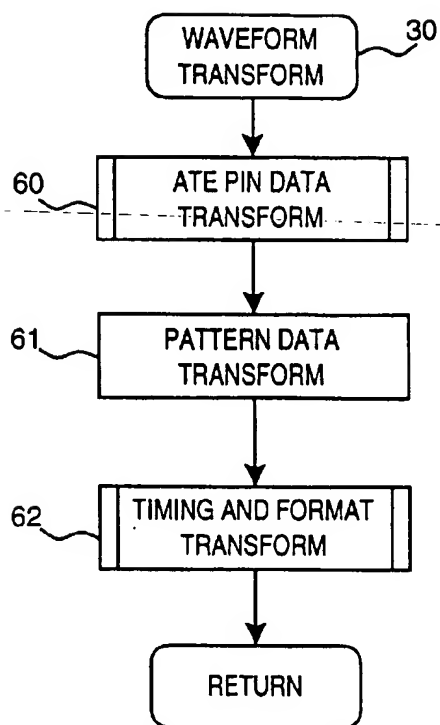 WAVEFORM
TRANSFORM
30
60
ATE PIN DATA
TRANSFORM
61
PATTERN DATA
TRANSFORM
62
TIMING AND FORMAT
TRANSFORM
RETURN